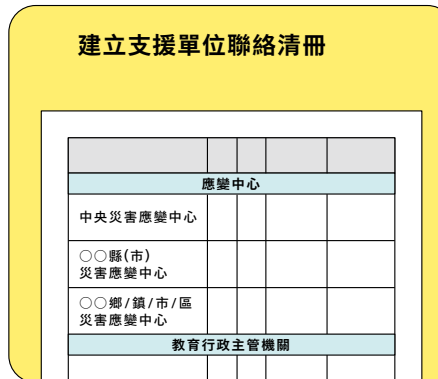 建立支援單位聯絡清冊
應變中心
中央災害應變中心
○○縣(市)
災害應變中心
○○鄉/鎮/市/區
災害應變中心
教育行政主管機關